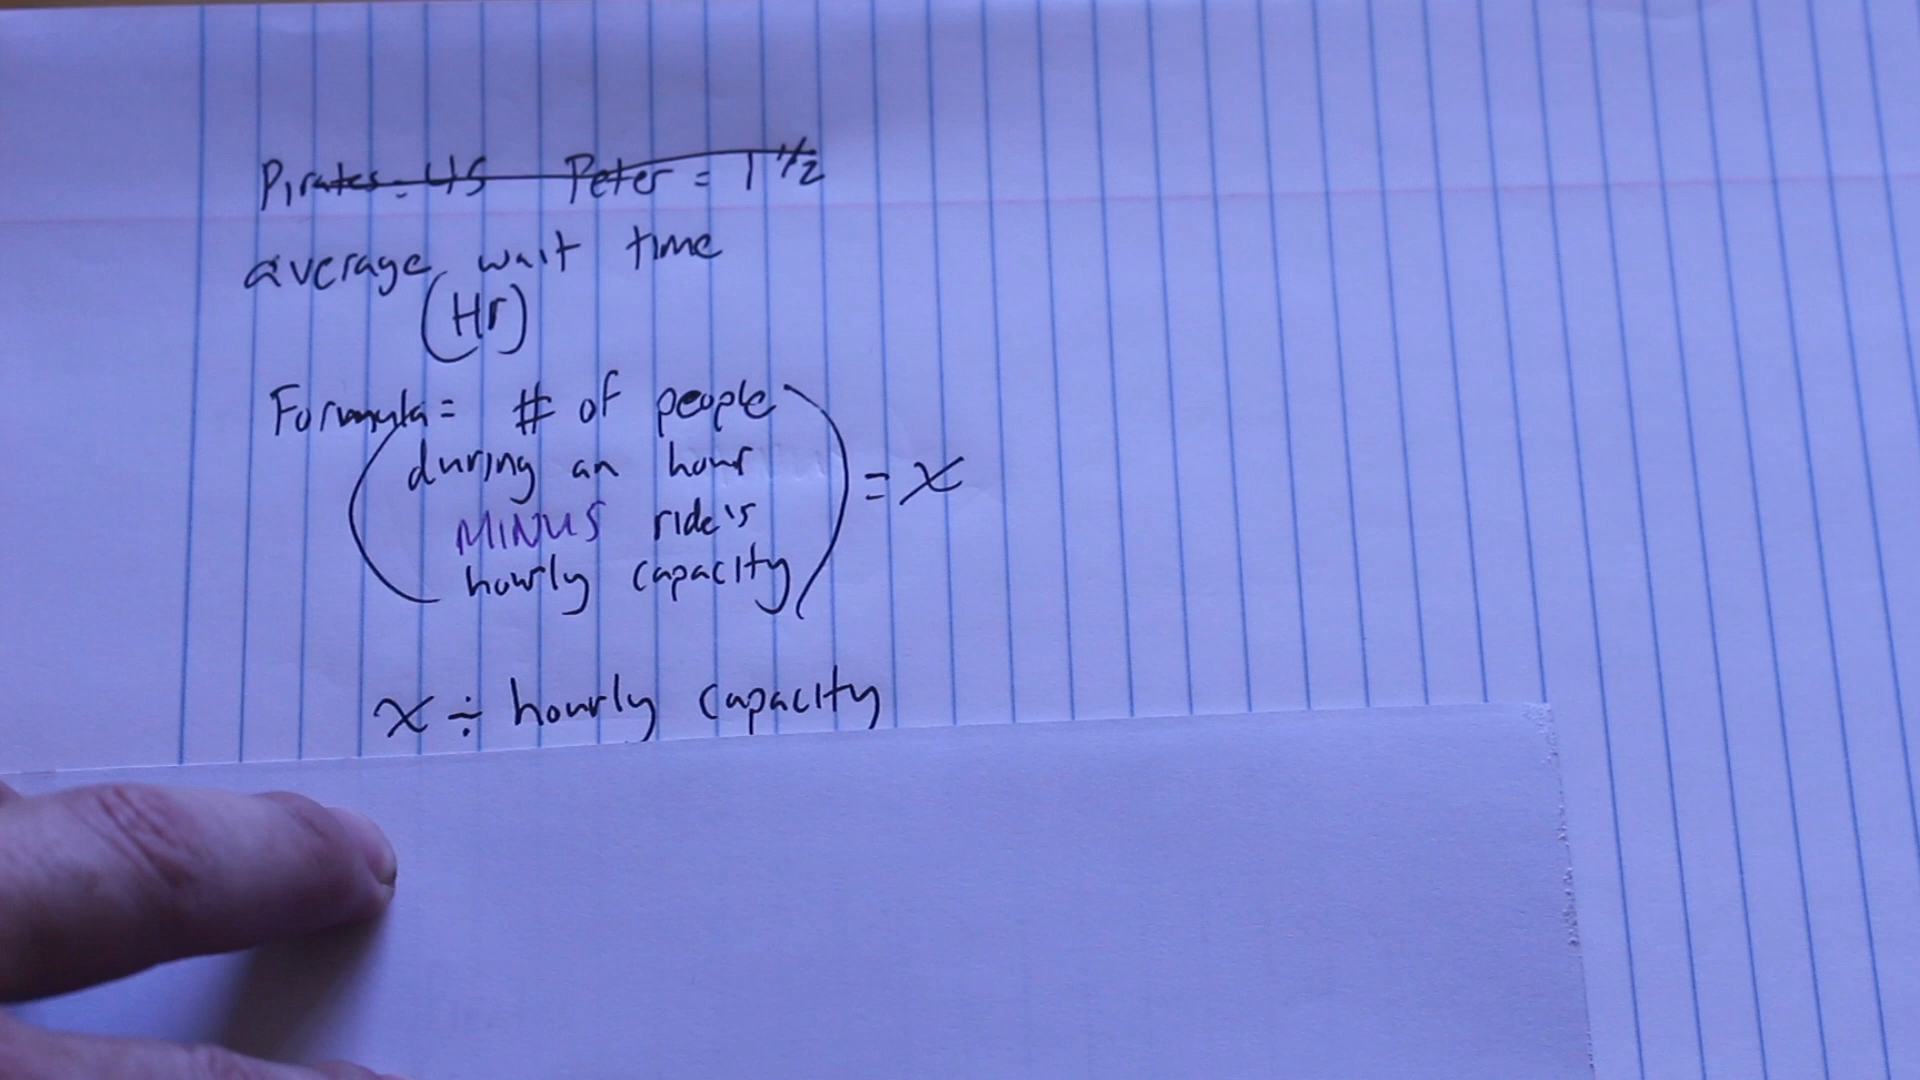 Pirates = 45 Peter = 1 1/2
average wait time
(Hr)
Formula = # of people
(during an hour
MINUS ride's
hourly capacity) = x
x ÷ hourly capacity